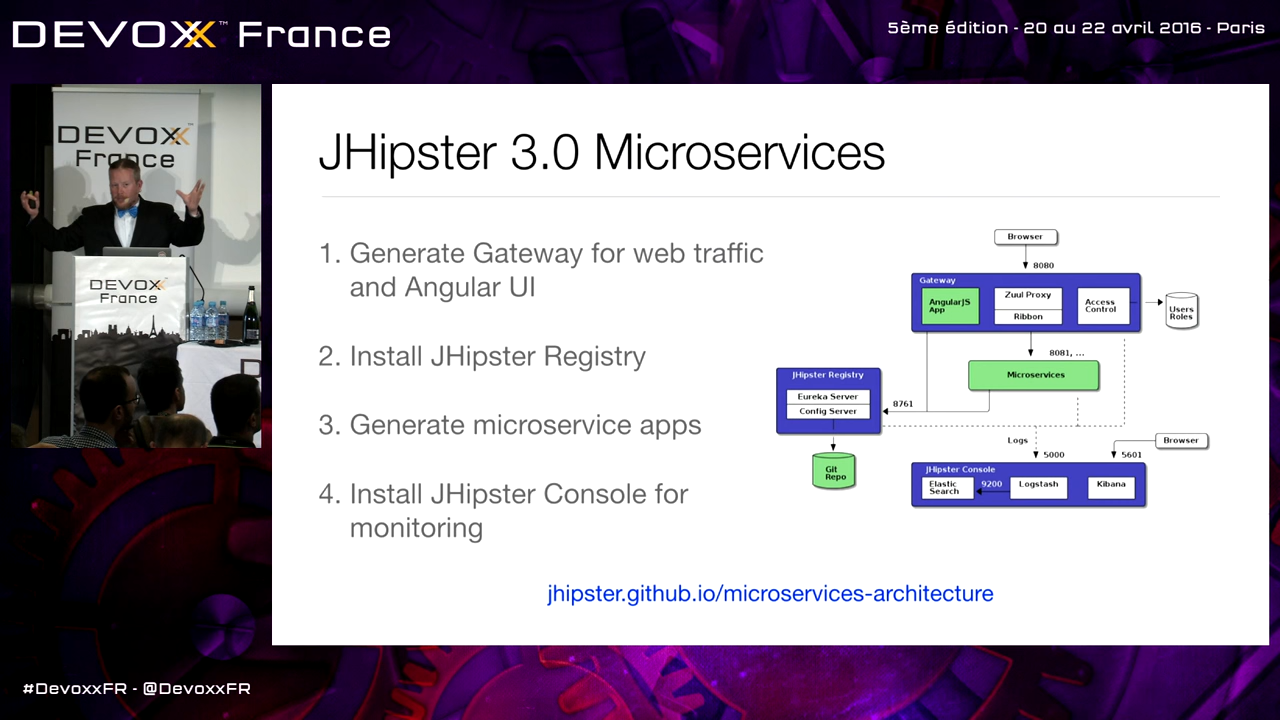 DEVOXX™ France
5ème édition - 20 au 22 avril 2016 - Paris
DEVOXX™
France
DEVOXX™
France
JHipster 3.0 Microservices
1. Generate Gateway for web traffic
and Angular UI
2. Install JHipster Registry
3. Generate microservice apps
4. Install JHipster Console for
monitoring
Browser
8080
Gateway
AngularJS
App
Zuul Proxy
Ribbon
Access
Control
Users
Roles
8081, ...
Microservices
JHipster Registry
Eureka Server
Config Server
8761
Git
Repo
Logs
5000
5601
Browser
JHipster Console
Elastic
Search
9200
Logstash
Kibana
jhipster.github.io/microservices-architecture
#DevoxxFR - @DevoxxFR